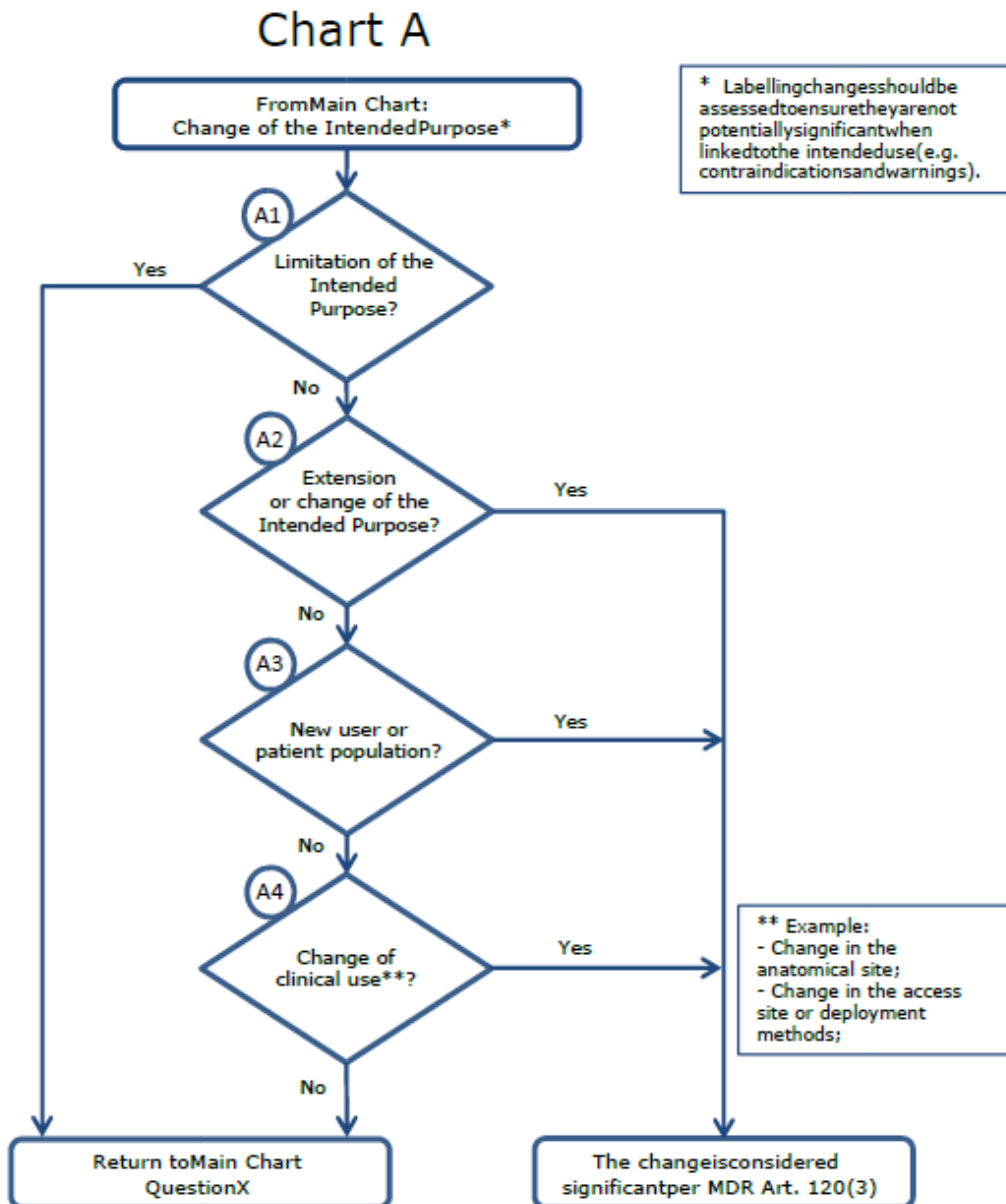 Chart A
FromMain Chart:
Change of the IntendedPurpose*
* Labellingchangesshouldbe
assessedtoensuretheyarenot
potentiallysignificantwhen
linkedtothe intendeduse(e.g.
contraindicationsandwarnings).
A1
Limitation of the
Intended
Purpose?
Yes
No
A2
Extension
or change of the
Intended Purpose?
Yes
No
A3
New user or
patient population?
Yes
No
A4
Change of
clinical use**?
Yes
No
** Example:
- Change in the
anatomical site;
- Change in the access
site or deployment
methods;
Return toMain Chart
QuestionX
The changeisconsidered
significantper MDR Art. 120(3)